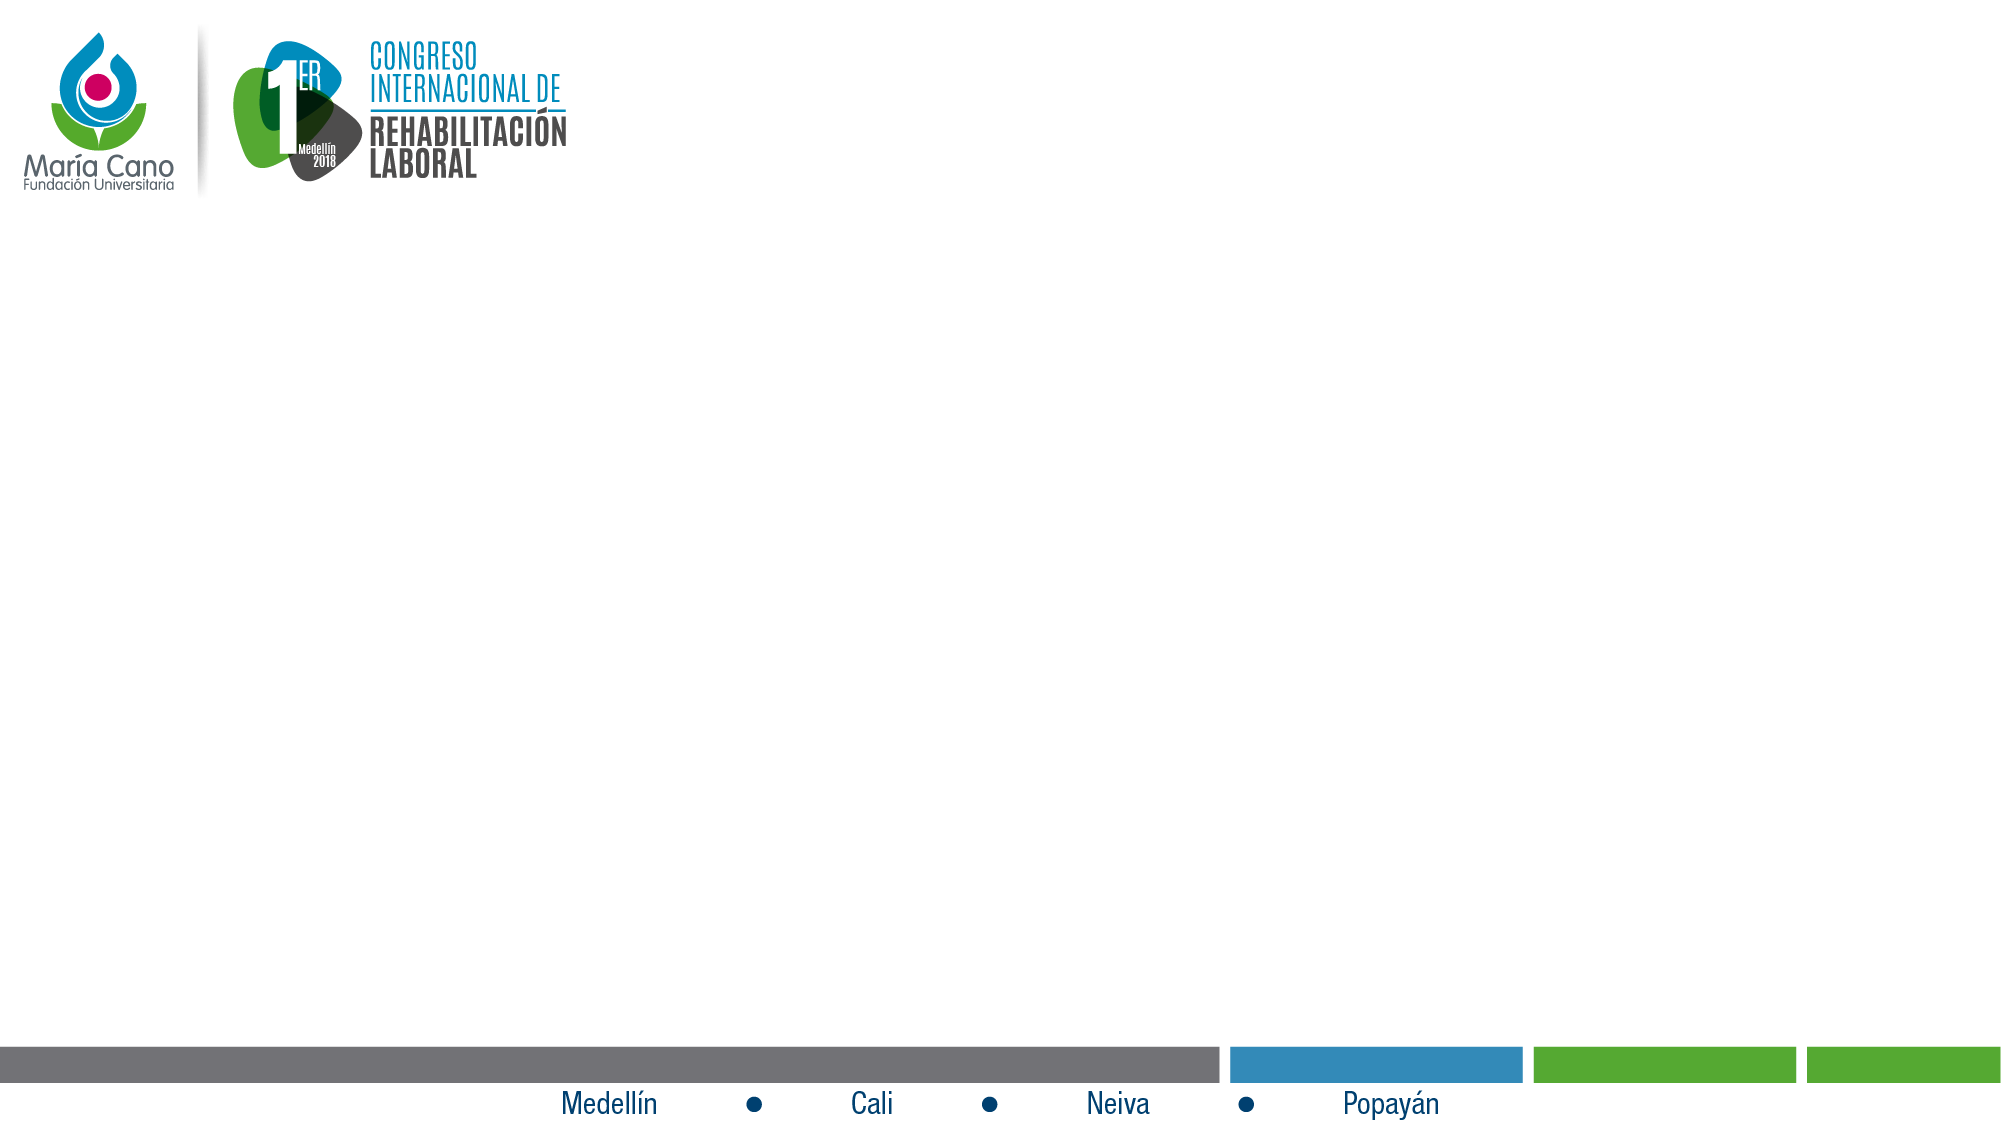 María Cano
Fundación Universitaria
1ER
Medellín
2018
CONGRESO
INTERNACIONAL DE
REHABILITACIÓN
LABORAL
Medellín • Cali • Neiva • Popayán